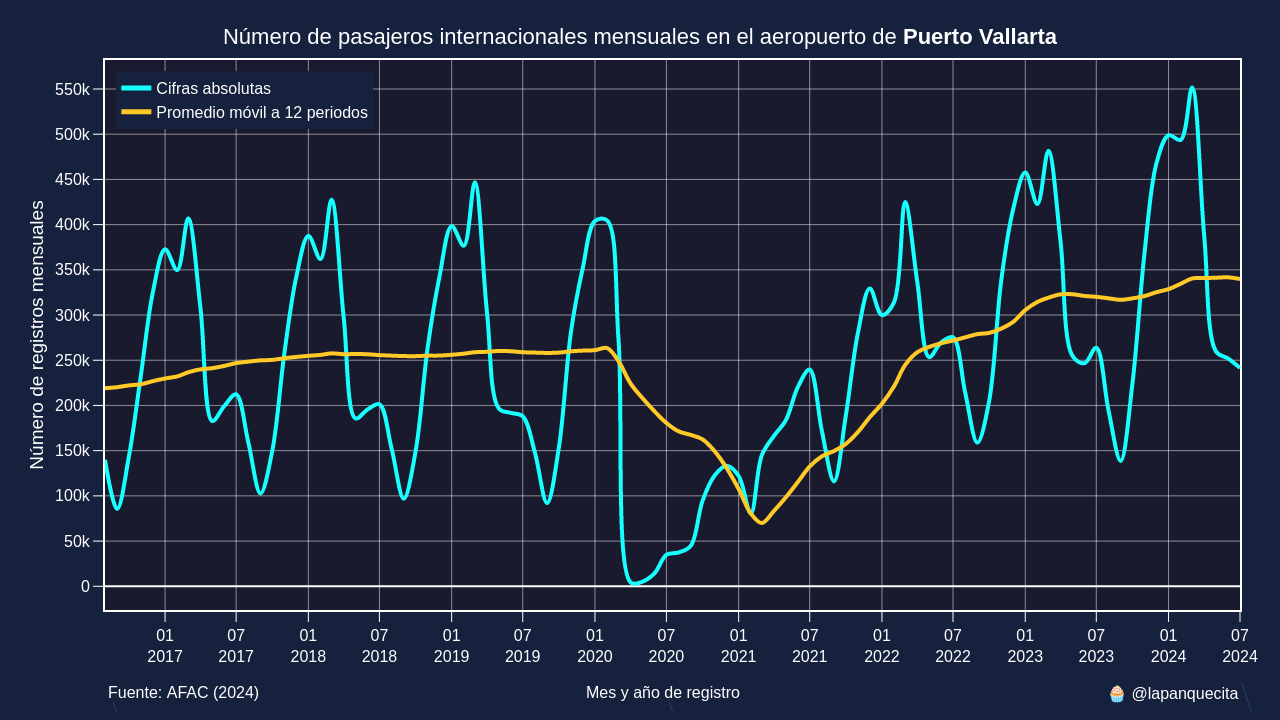 Número de pasajeros internacionales mensuales en el aeropuerto de Puerto Vallarta
Cifras absolutas
Promedio móvil a 12 periodos
Número de registros mensuales
550k
500k
450k
400k
350k
300k
250k
200k
150k
100k
50k
0
01 07 01 07 01 07 01 07 01 07 01 07 01 07 01 07
2017 2017 2018 2018 2019 2019 2020 2020 2021 2021 2022 2022 2023 2023 2024 2024
Fuente: AFAC (2024) Mes y año de registro 🧁 @lapanquecita